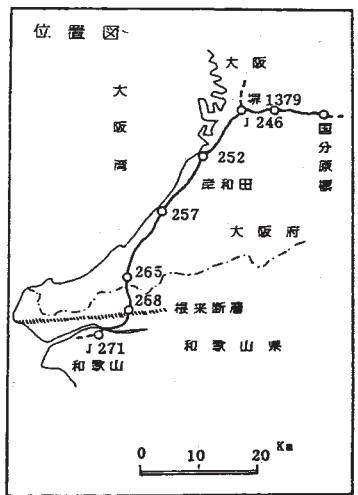 位置図
大阪
大阪湾
堺
1379
J246
国分原標
252
岸和田
257
大阪府
265
268
根来断層
J271
和歌山
和歌山県
0 10 20 Km